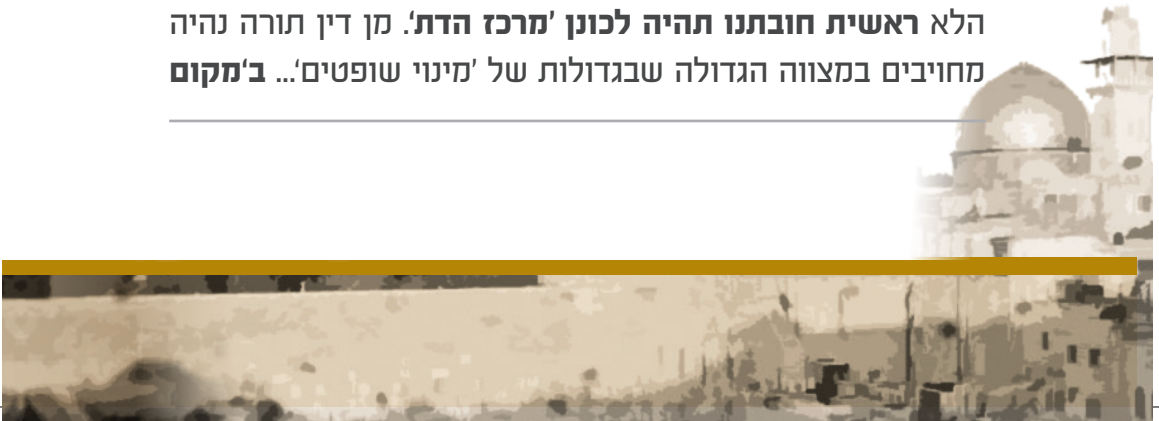 הלא ראשית חובתנו תהיה לכונן 'מרכז הדת'. מן דין תורה נהיה
מחויבים במצווה הגדולה שבגדולות של 'מינוי שופטים'... ב'מקום